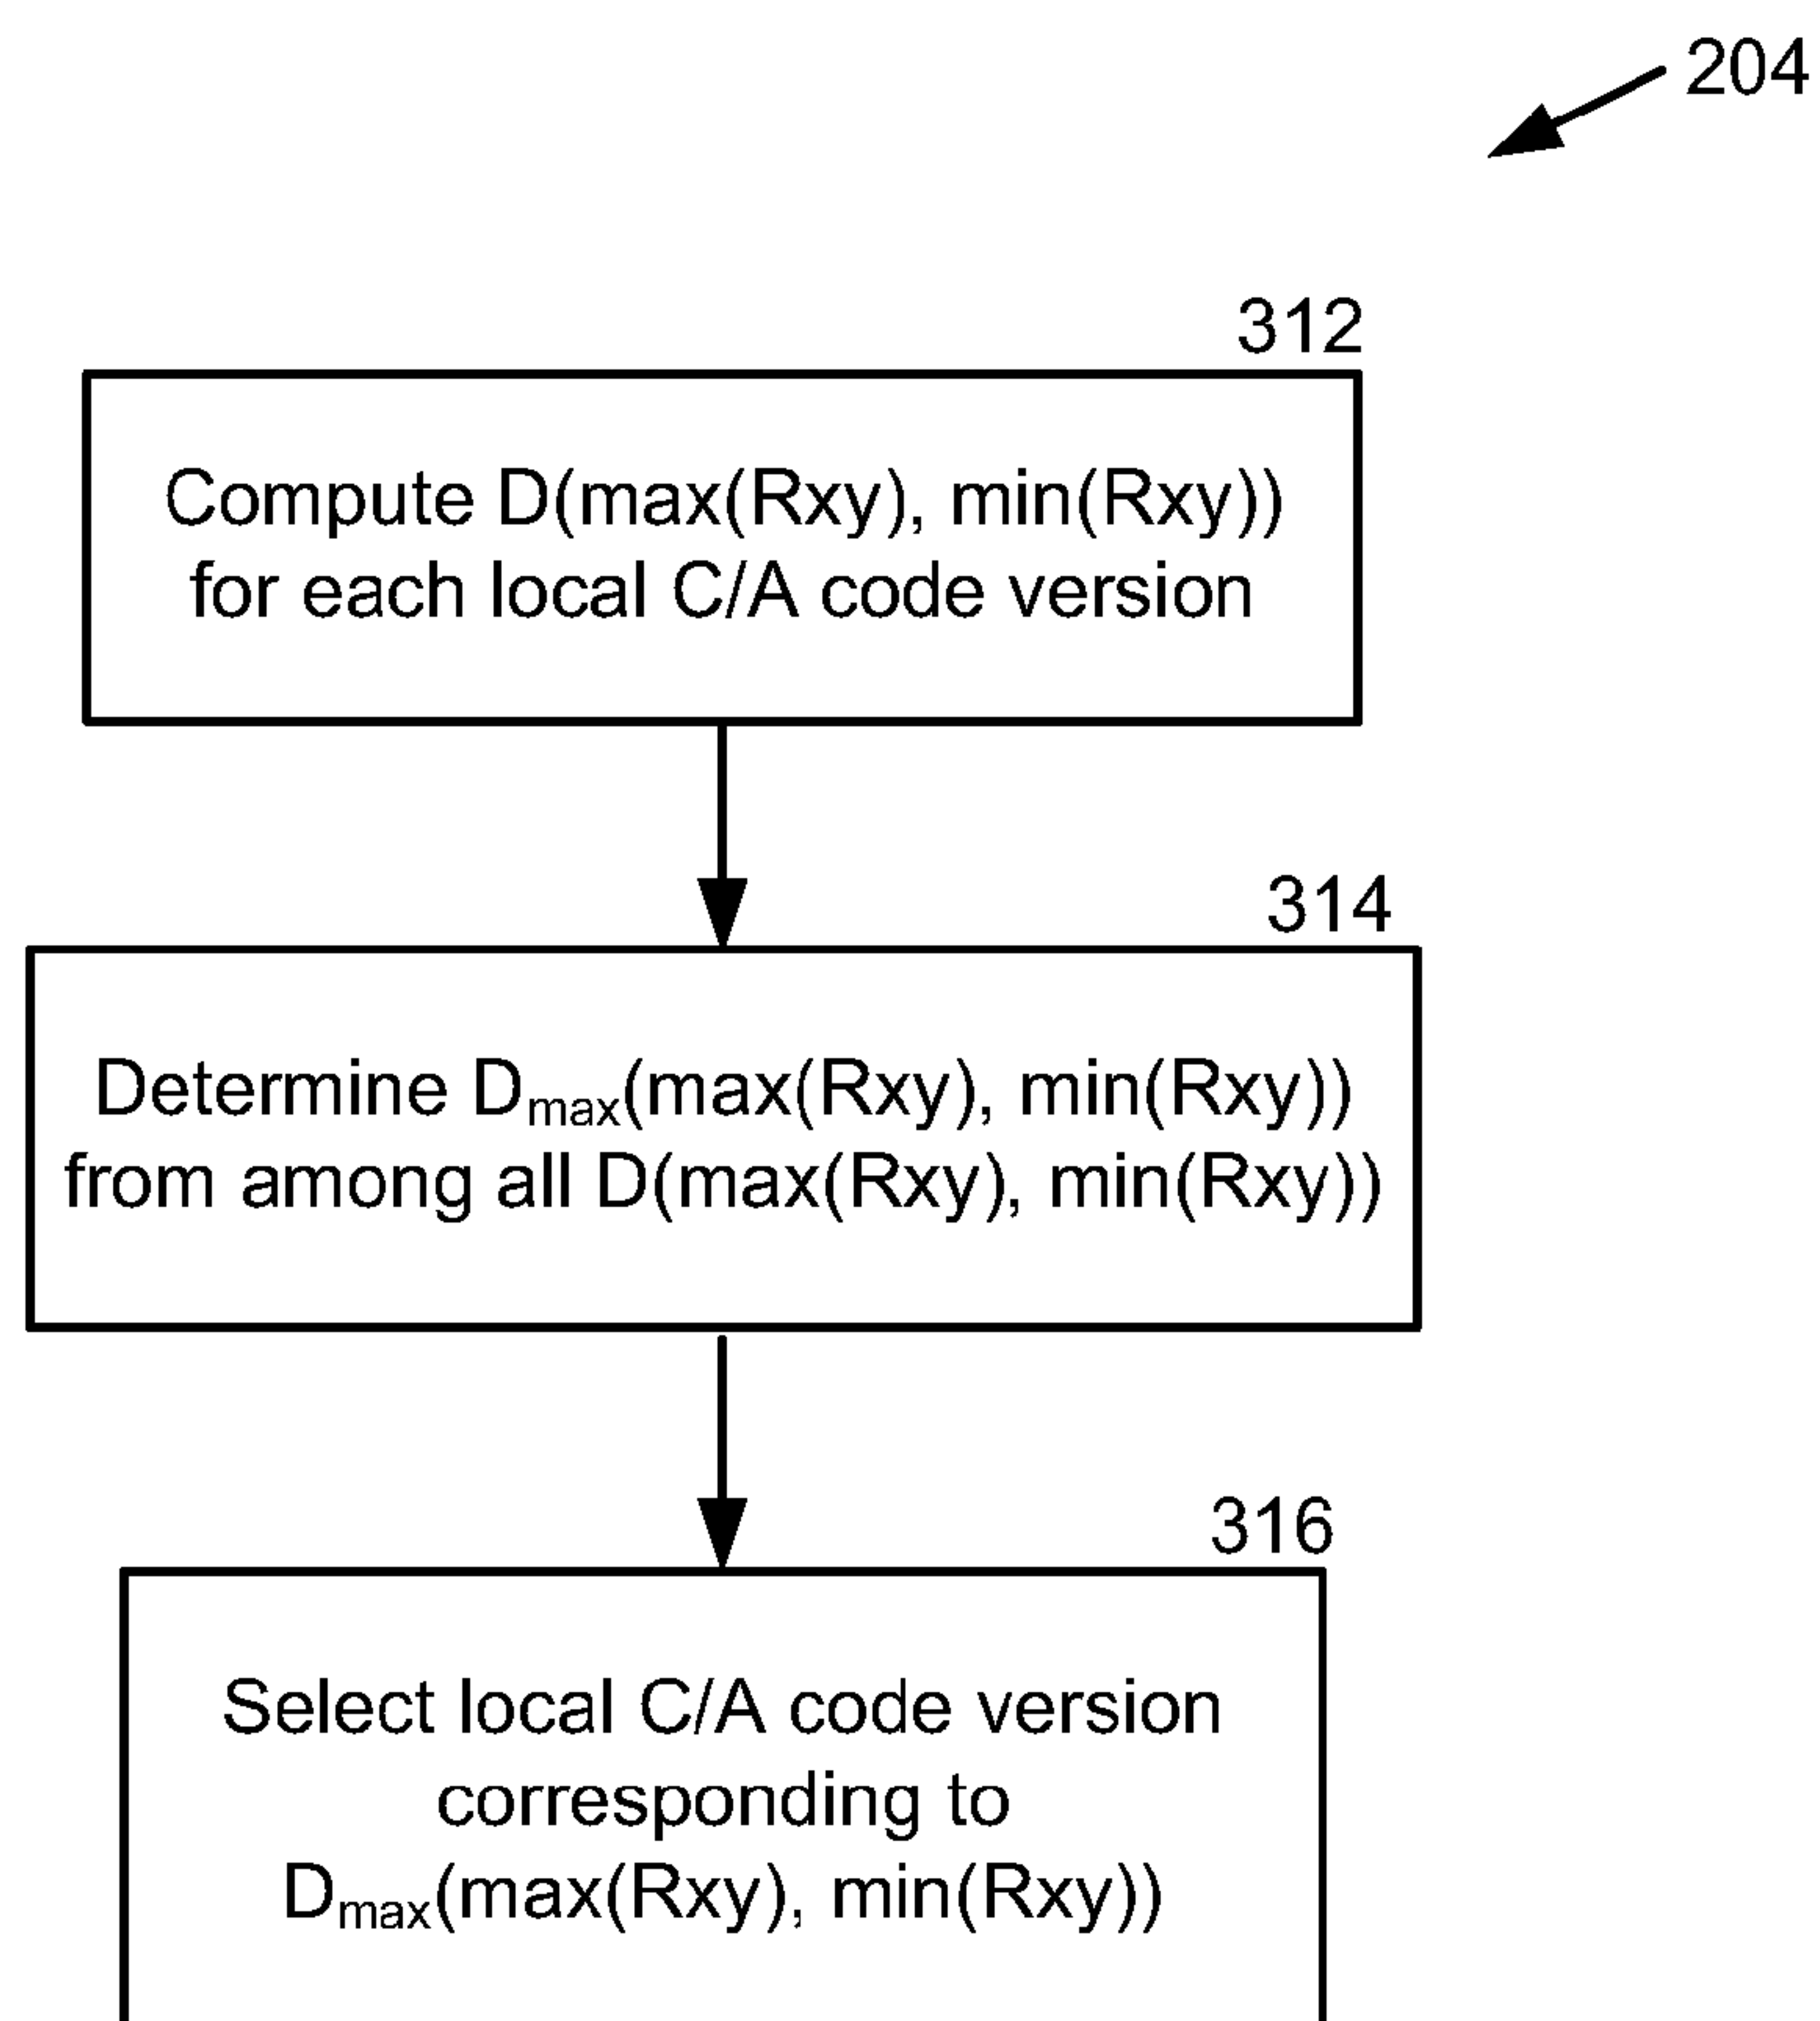 204
312
Compute D(max(Rxy), min(Rxy))
for each local C/A code version
314
Determine Dmax(max(Rxy), min(Rxy))
from among all D(max(Rxy), min(Rxy))
316
Select local C/A code version
corresponding to
Dmax(max(Rxy), min(Rxy))